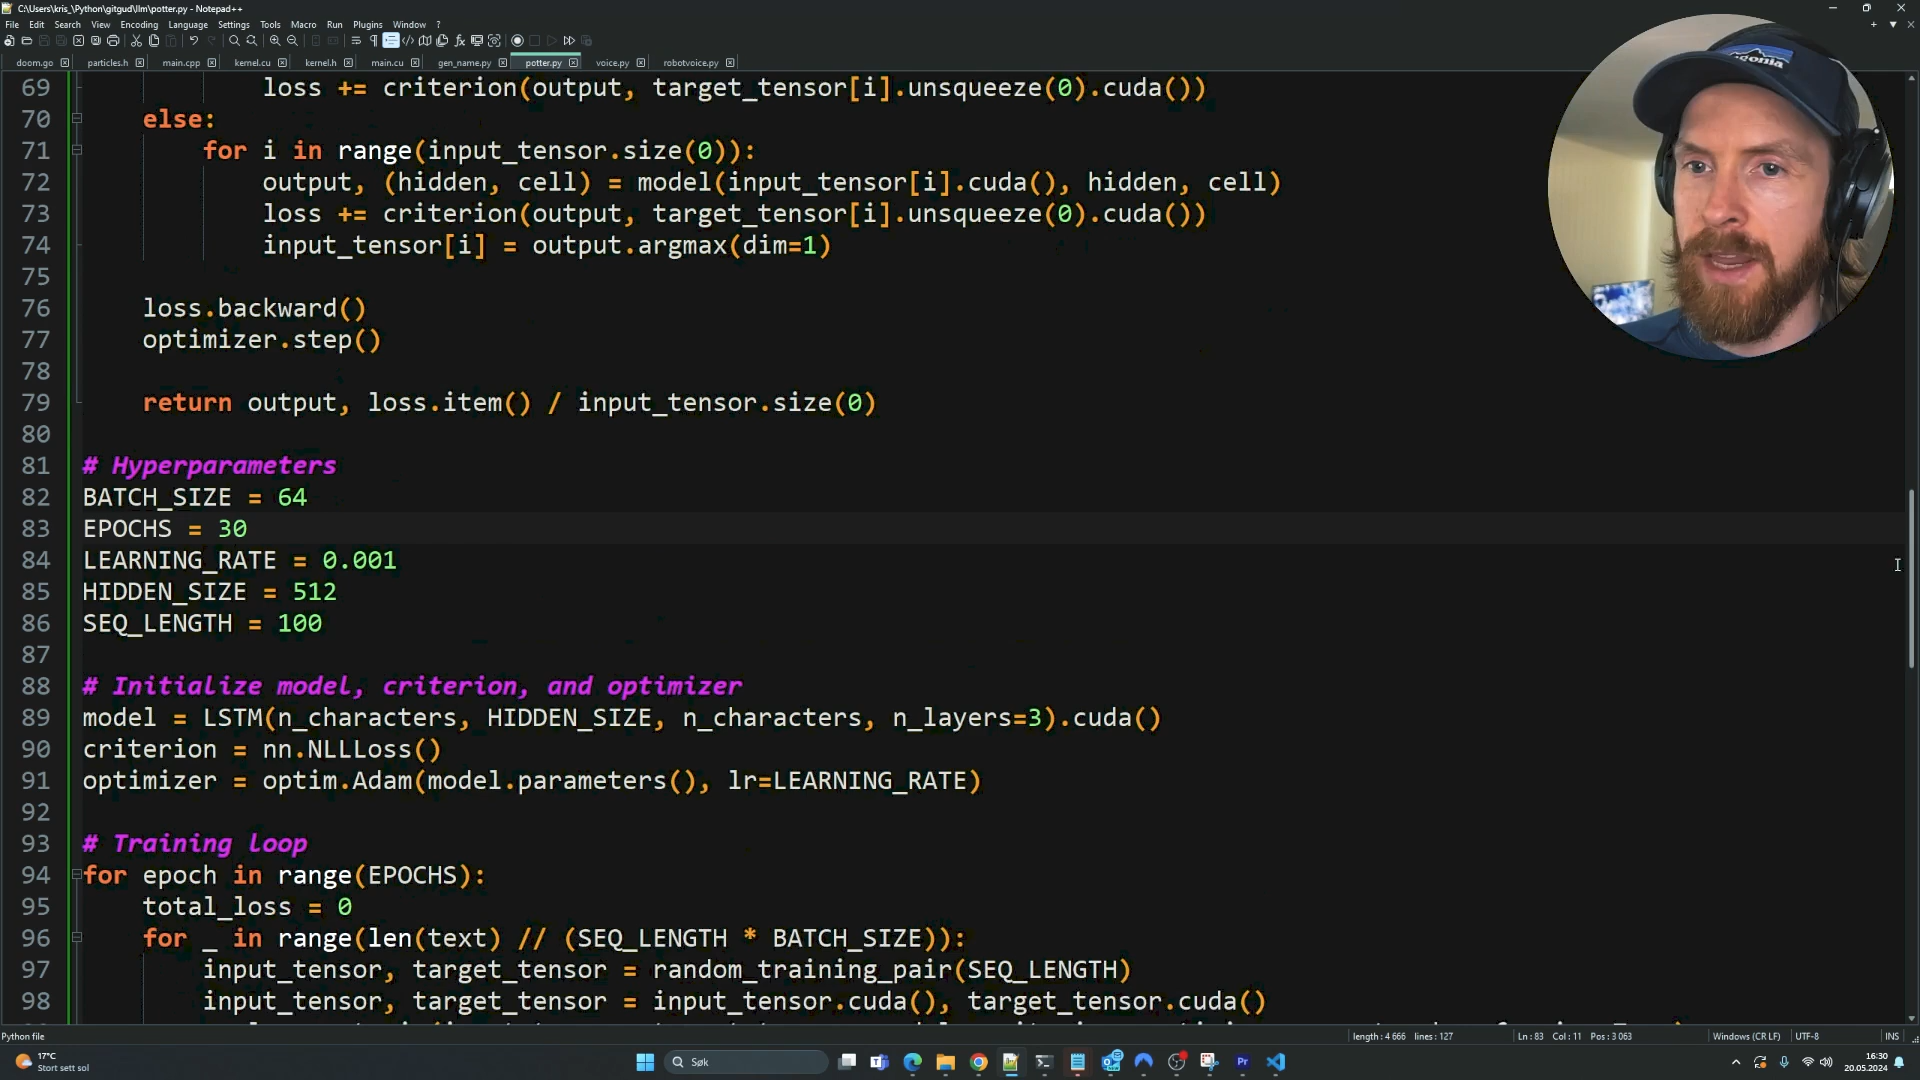 C:\Users\kris_\Python\gitgud\llm\potter.py - Notepad++
File Edit Search View Encoding Language Settings Tools Macro Run Plugins Window ?
doom.go particles.h main.cpp kernel.cu kernel.h main.cu gen_name.py potter.py voice.py robotvoice.py
69 loss += criterion(output, target_tensor[i].unsqueeze(0).cuda())
70 else:
71 for i in range(input_tensor.size(0)):
72 output, (hidden, cell) = model(input_tensor[i].cuda(), hidden, cell)
73 loss += criterion(output, target_tensor[i].unsqueeze(0).cuda())
74 input_tensor[i] = output.argmax(dim=1)
75
76 loss.backward()
77 optimizer.step()
78
79 return output, loss.item() / input_tensor.size(0)
80
81 # Hyperparameters
82 BATCH_SIZE = 64
83 EPOCHS = 30
84 LEARNING_RATE = 0.001
85 HIDDEN_SIZE = 512
86 SEQ_LENGTH = 100
87
88 # Initialize model, criterion, and optimizer
89 model = LSTM(n_characters, HIDDEN_SIZE, n_characters, n_layers=3).cuda()
90 criterion = nn.NLLLoss()
91 optimizer = optim.Adam(model.parameters(), lr=LEARNING_RATE)
92
93 # Training loop
94 for epoch in range(EPOCHS):
95 total_loss = 0
96 for _ in range(len(text) // (SEQ_LENGTH * BATCH_SIZE)):
97 input_tensor, target_tensor = random_training_pair(SEQ_LENGTH)
98 input_tensor, target_tensor = input_tensor.cuda(), target_tensor.cuda()
Python file length : 4 666 lines : 127 Ln : 83 Col : 11 Pos : 3 063 Windows (CR LF) UTF-8 INS
17°C
Stort sett sol
Søk
16:30
20.05.2024